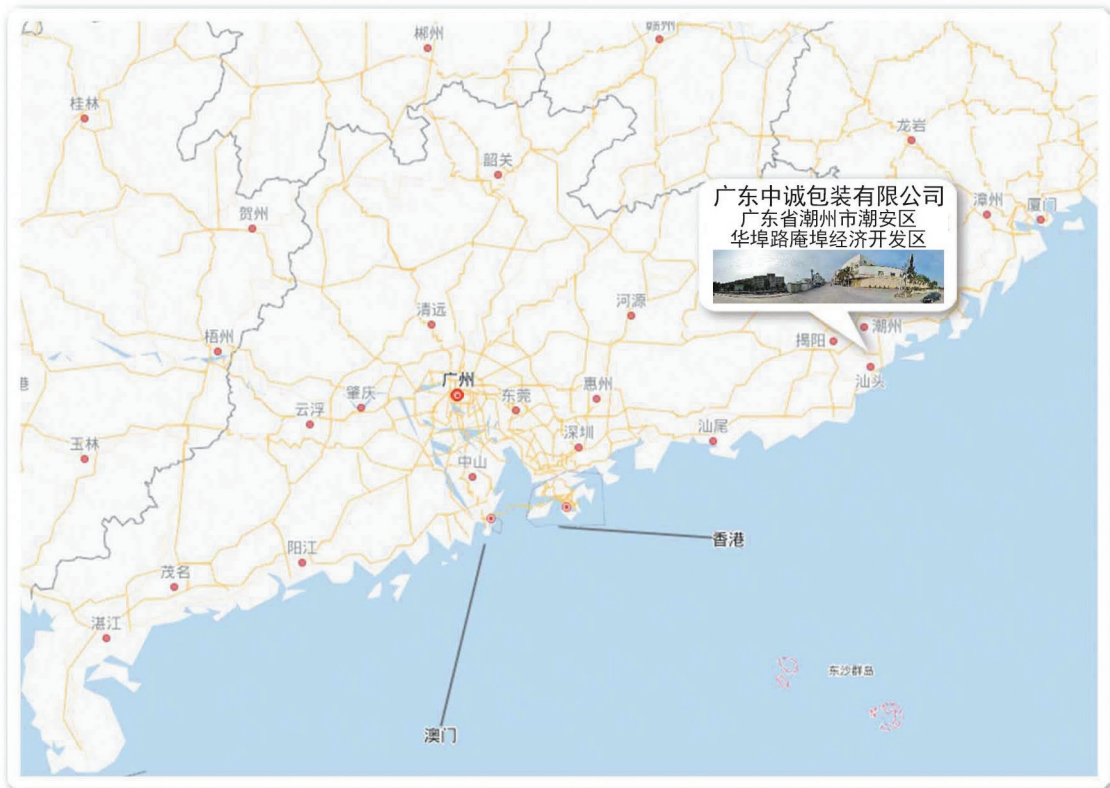 郴州
赣州
桂林
龙岩
韶关
广东中诚包装有限公司
广东省潮州市潮安区
华埠路庵埠经济开发区
漳州
厦门
贺州
河源
清远
潮州
梧州
揭阳
港
广州
汕头
肇庆
东莞
惠州
云浮
汕尾
深圳
玉林
中山
香港
阳江
茂名
湛江
东沙群岛
澳门